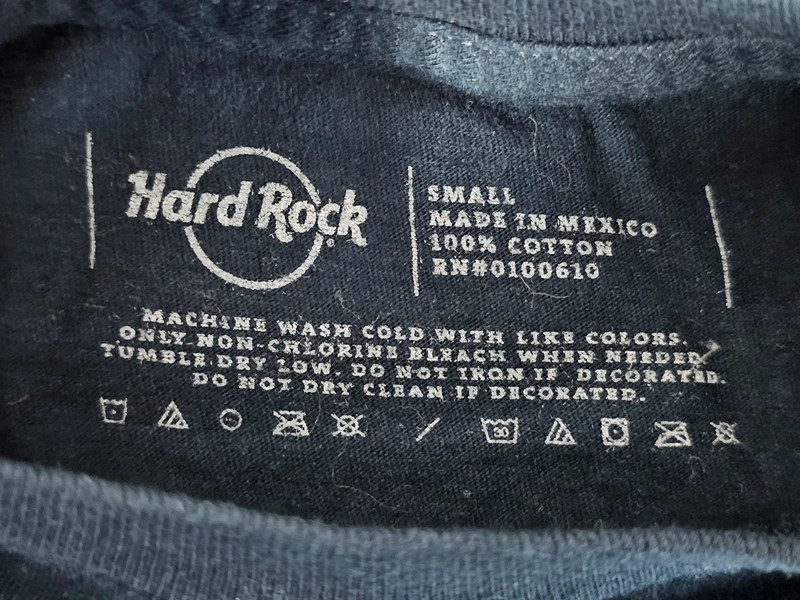 Hard Rock®
SMALL
MADE IN MEXICO
100% COTTON
RN#0100610
MACHINE WASH COLD WITH LIKE COLORS.
ONLY NON-CHLORINE BLEACH WHEN NEEDED.
TUMBLE DRY LOW. DO NOT IRON IF DECORATED.
DO NOT DRY CLEAN IF DECORATED.
/ 30